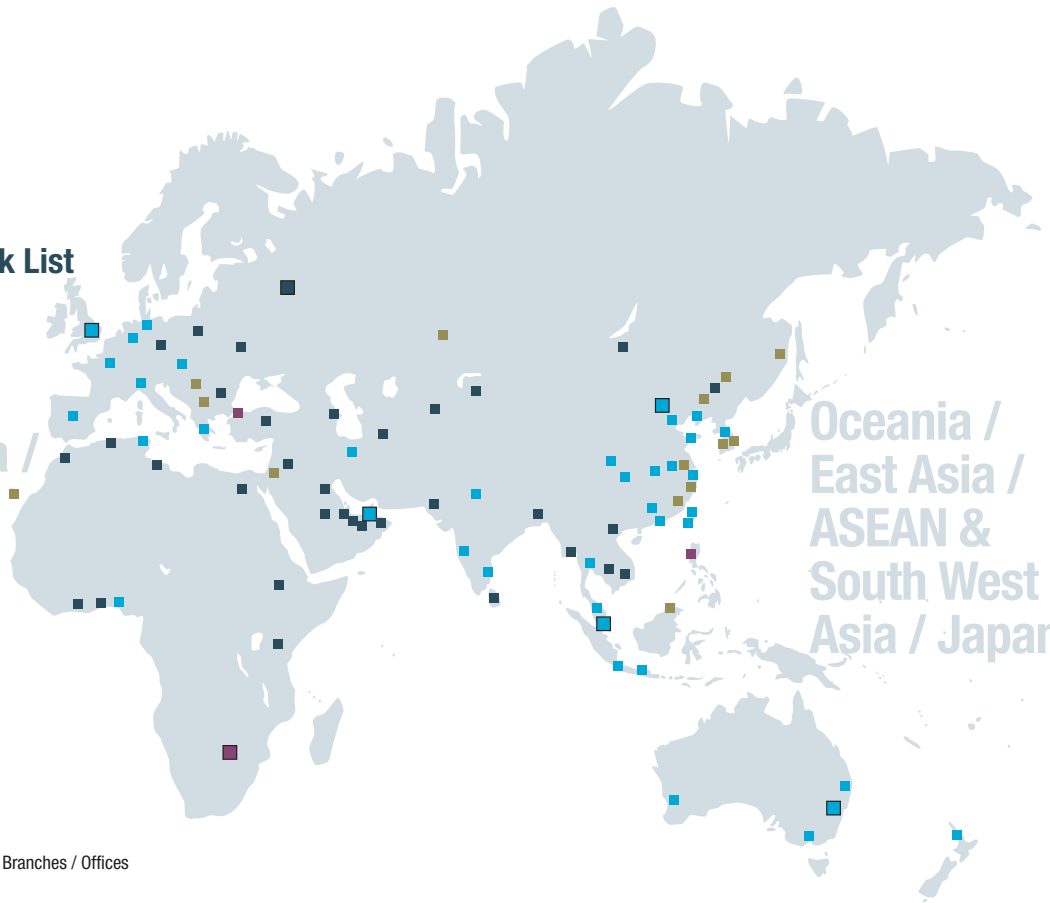 k List
n /
Oceania /
East Asia /
ASEAN &
South West
Asia / Japan
Branches / Offices